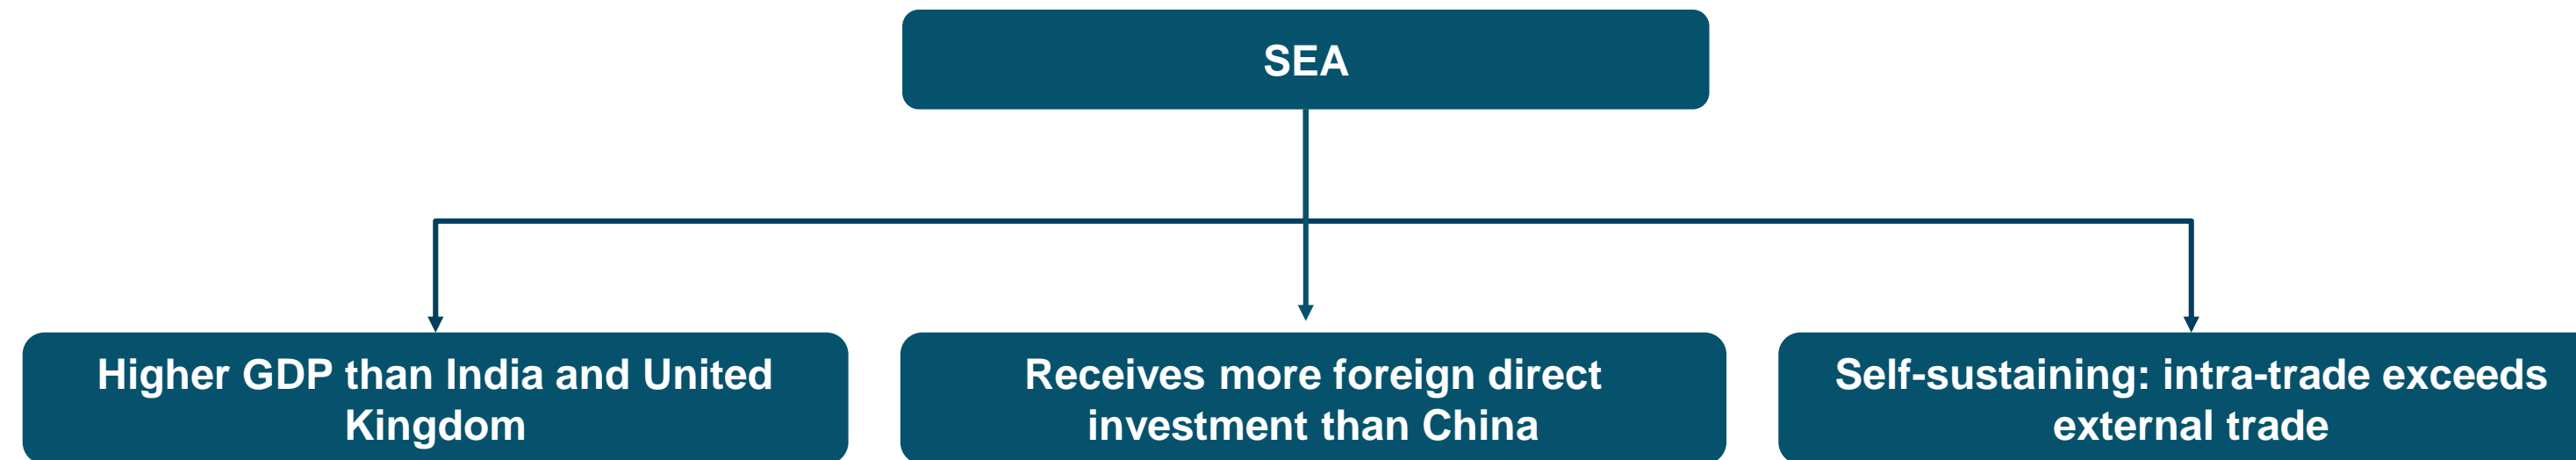 SEA
Higher GDP than India and United
Kingdom
Receives more foreign direct
investment than China
Self-sustaining: intra-trade exceeds
external trade